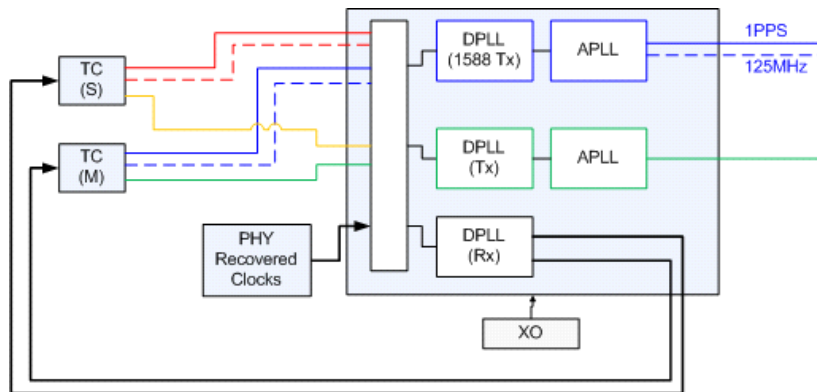 TC
(S)
TC
(M)
PHY
Recovered
Clocks
DPLL
(1588 Tx)
APLL
1PPS
125MHz
DPLL
(Tx)
APLL
DPLL
(Rx)
XO